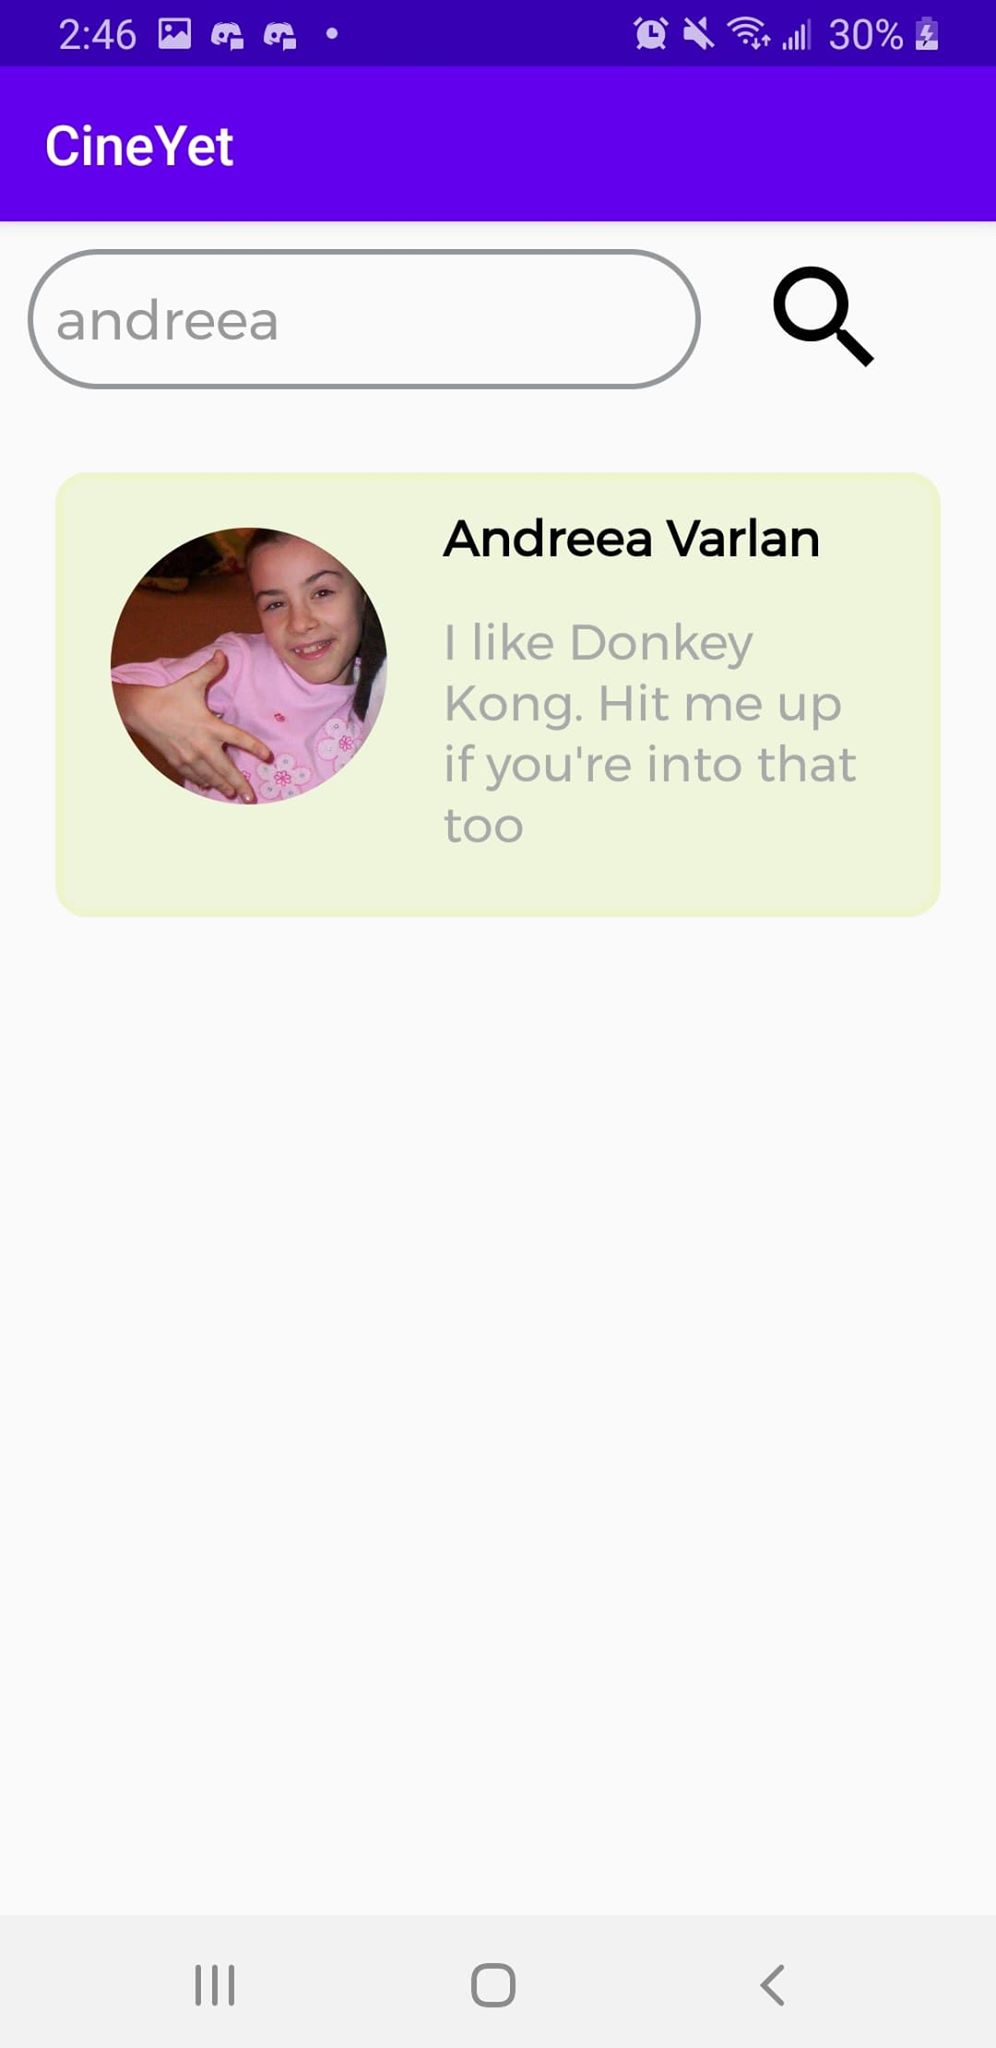 2:46 30%
CineYet
andreea
Andreea Varlan
I like Donkey
Kong. Hit me up
if you're into that
too